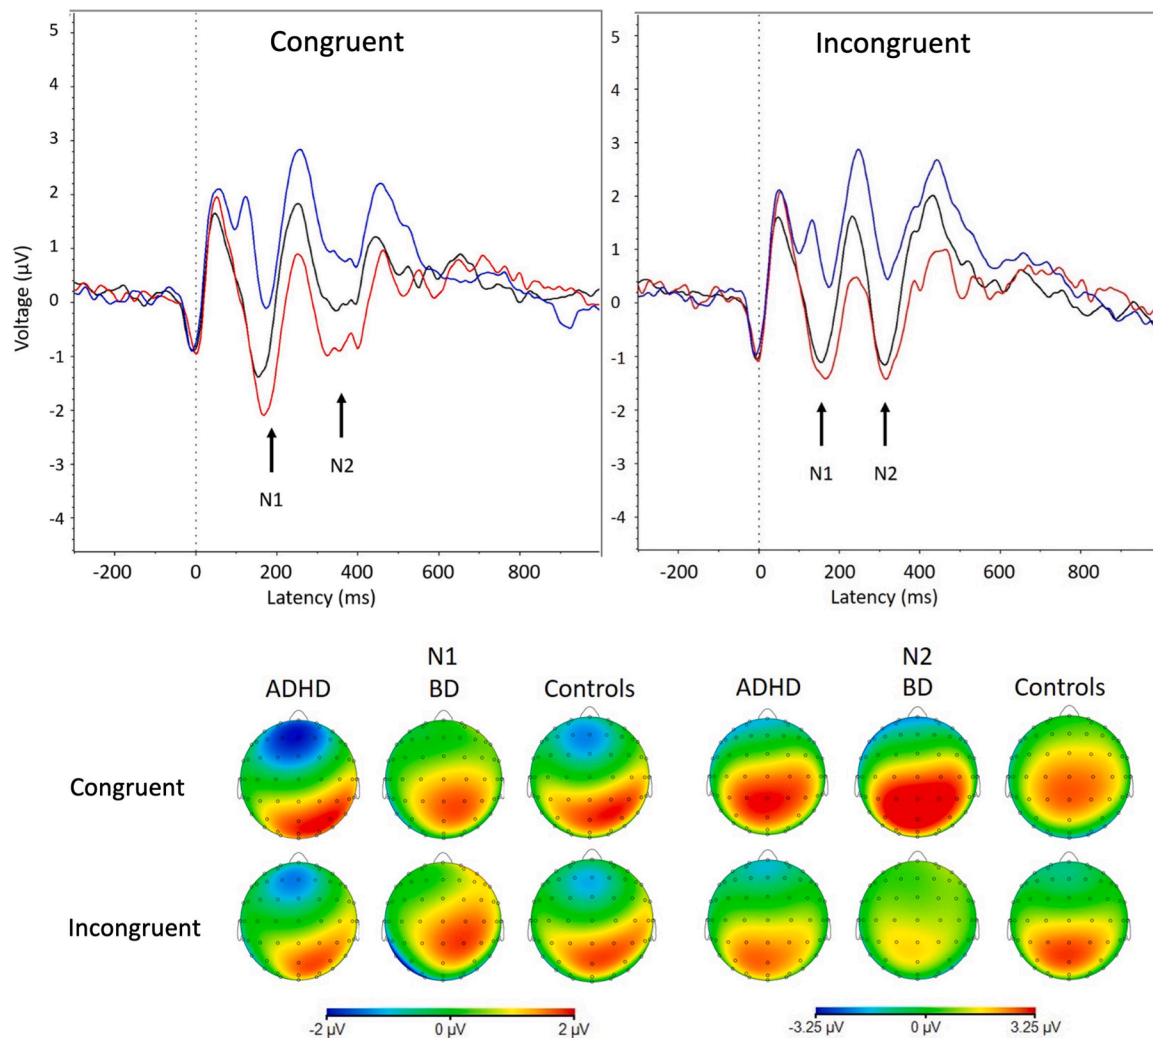 Congruent
Incongruent
5
4
3
2
1
0
-1
-2
-3
-4
Voltage (µV)
N1
N2
-200 0 200 400 600 800
Latency (ms)
5
4
3
2
1
0
-1
-2
-3
-4
N1
N2
-200 0 200 400 600 800
Latency (ms)
N1
N2
ADHD BD Controls ADHD BD Controls
Congruent
Incongruent
-2 µV 0 µV 2 µV
-3.25 µV 0 µV 3.25 µV